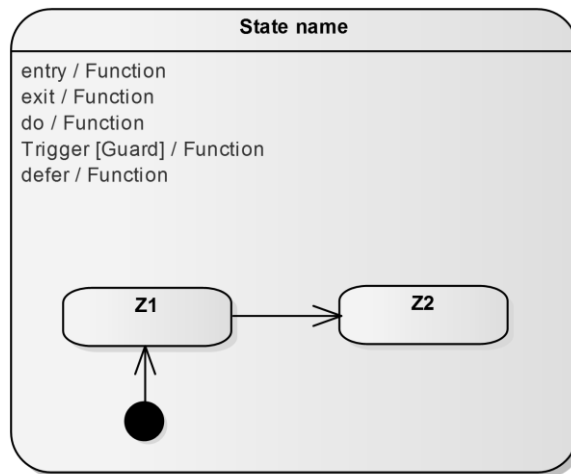 State name
entry / Function
exit / Function
do / Function
Trigger [Guard] / Function
defer / Function
Z1
Z2